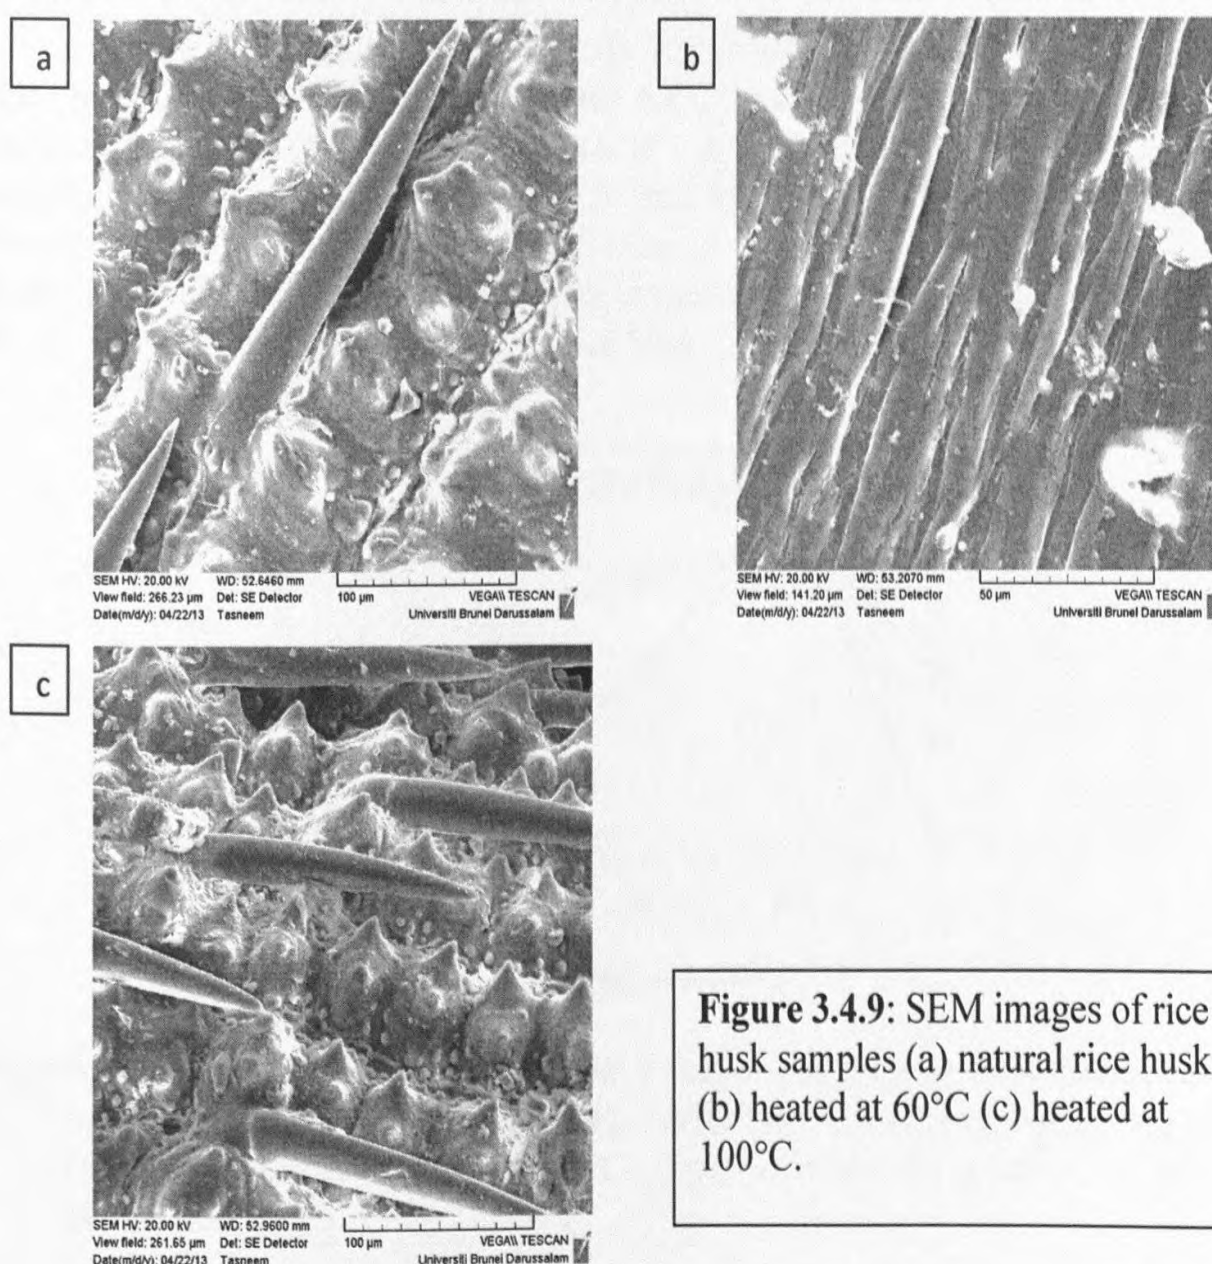 a
SEM HV: 20.00 kV WD: 52.6460 mm
View field: 266.23 µm Det: SE Detector 100 µm VEGA\\ TESCAN
Date(m/d/y): 04/22/13 Tasneem Universiti Brunei Darussalam
b
SEM HV: 20.00 kV WD: 53.2070 mm
View field: 141.20 µm Det: SE Detector 50 µm VEGA\\ TESCAN
Date(m/d/y): 04/22/13 Tasneem Universiti Brunei Darussalam
c
SEM HV: 20.00 kV WD: 52.9600 mm
View field: 261.65 µm Det: SE Detector 100 µm VEGA\\ TESCAN
Date(m/d/y): 04/22/13 Tasneem Universiti Brunei Darussalam
Figure 3.4.9: SEM images of rice
husk samples (a) natural rice husk
(b) heated at 60°C (c) heated at
100°C.